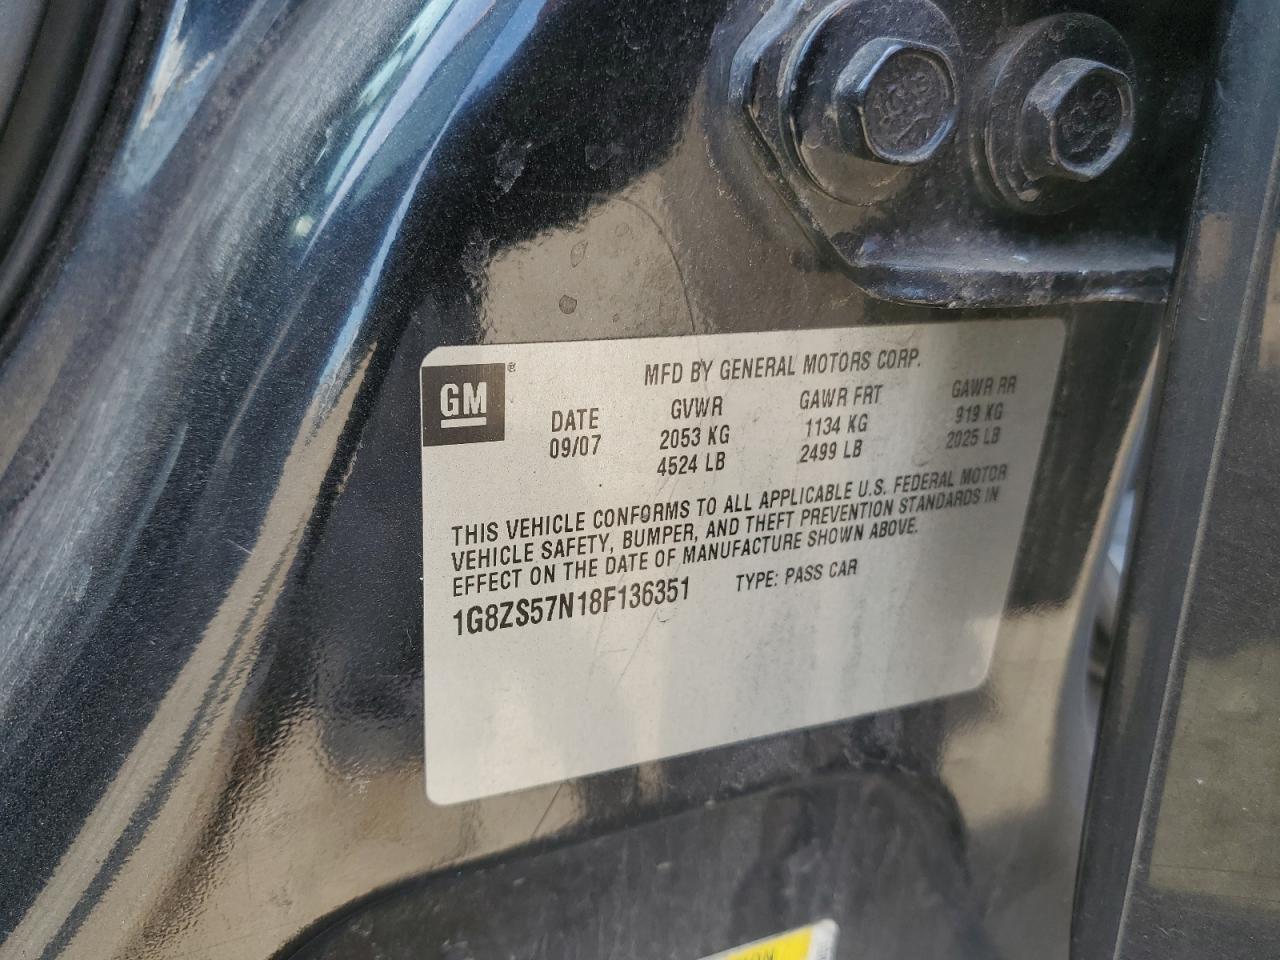 GM
MFD BY GENERAL MOTORS CORP.
DATE
09/07
GVWR
2053 KG
4524 LB
GAWR FRT
1134 KG
2499 LB
GAWR RR
919 KG
2025 LB
THIS VEHICLE CONFORMS TO ALL APPLICABLE U.S. FEDERAL MOTOR
VEHICLE SAFETY, BUMPER, AND THEFT PREVENTION STANDARDS IN
EFFECT ON THE DATE OF MANUFACTURE SHOWN ABOVE.
1G8ZS57N18F136351 TYPE: PASS CAR